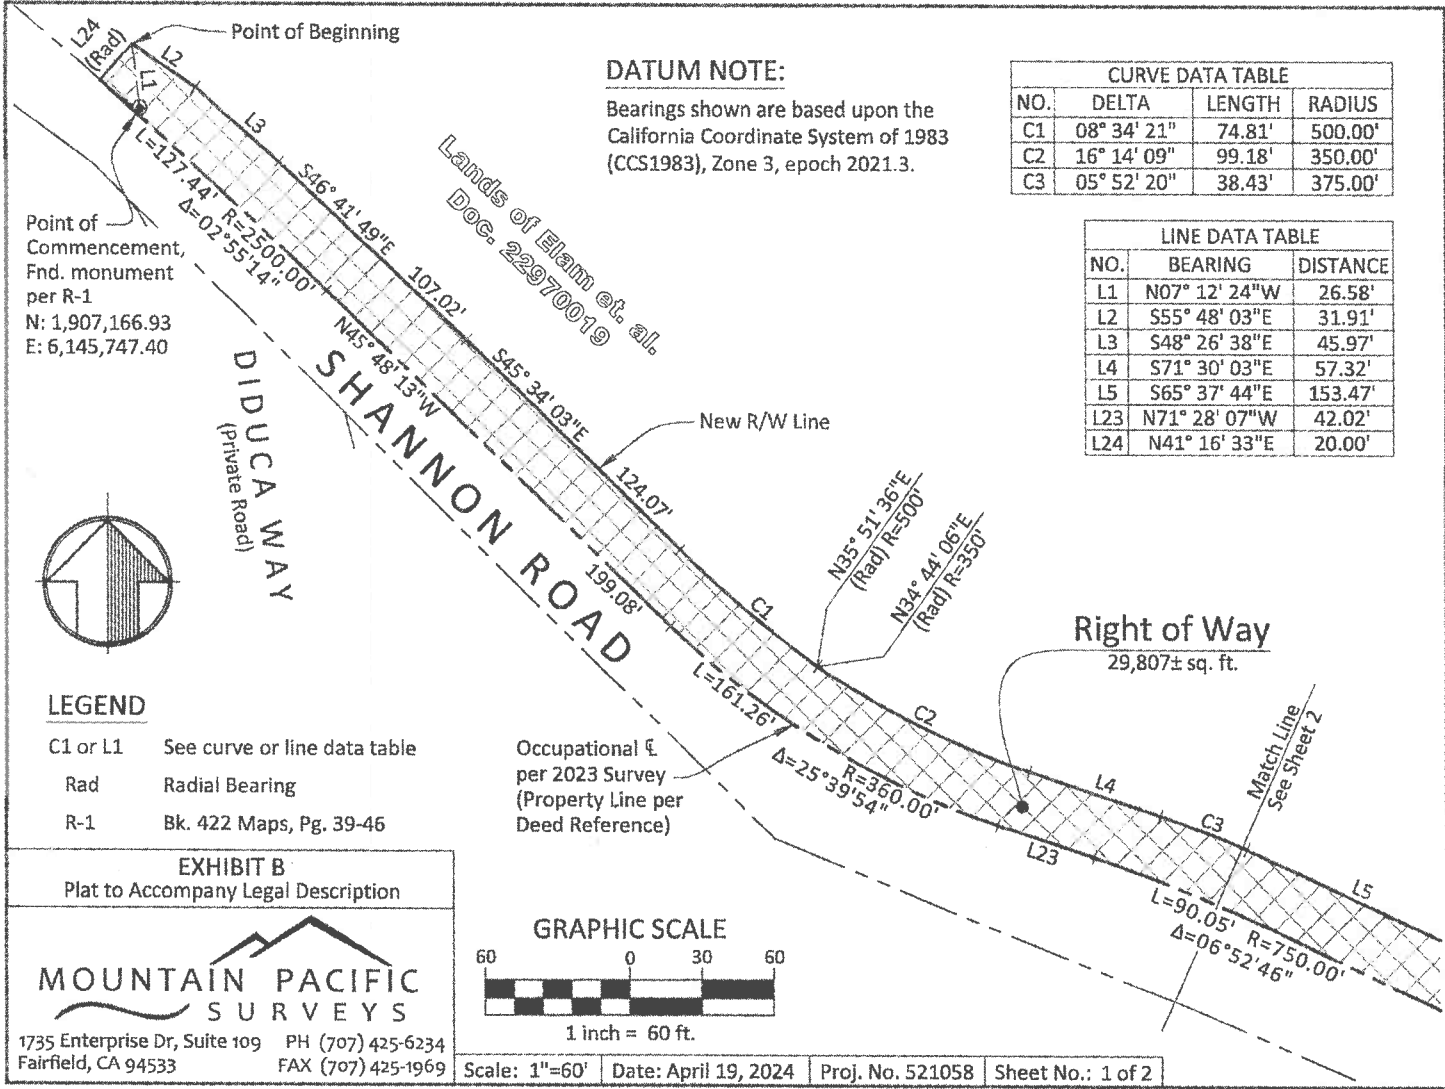 L24
(Rad)
Point of Beginning
L2
L1
L3
L=127.44' R=2500.00'
Δ=02°55'14"
S46° 41' 49"E
107.02'
Lands of Elam et. al.
Doc. 22970019
Point of
Commencement,
Fnd. monument
per R-1
N: 1,907,166.93
E: 6,145,747.40
DATUM NOTE:
Bearings shown are based upon the
California Coordinate System of 1983
(CCS1983), Zone 3, epoch 2021.3.
CURVE DATA TABLE
NO. DELTA LENGTH RADIUS
C1 08° 34' 21" 74.81' 500.00'
C2 16° 14' 09" 99.18' 350.00'
C3 05° 52' 20" 38.43' 375.00'
LINE DATA TABLE
NO. BEARING DISTANCE
L1 N07° 12' 24"W 26.58'
L2 S55° 48' 03"E 31.91'
L3 S48° 26' 38"E 45.97'
L4 S71° 30' 03"E 57.32'
L5 S65° 37' 44"E 153.47'
L23 N71° 28' 07"W 42.02'
L24 N41° 16' 33"E 20.00'
DIDUCA WAY
(Private Road)
N45° 48' 13"W
199.08'
SHANNON ROAD
S45° 34' 03"E
124.07'
New R/W Line
C1
N35° 51' 36"E
(Rad) R=500'
N34° 44' 06"E
(Rad) R=350'
Right of Way
29,807± sq. ft.
L=161.26' R=360.00'
Δ=25°39'54"
C2
L4
C3
L5
L23
Match Line
See Sheet 2
L=90.05' R=750.00'
Δ=06°52'46"
LEGEND
C1 or L1 See curve or line data table
Rad Radial Bearing
R-1 Bk. 422 Maps, Pg. 39-46
Occupational ℄
per 2023 Survey
(Property Line per
Deed Reference)
EXHIBIT B
Plat to Accompany Legal Description
MOUNTAIN PACIFIC
SURVEYS
1735 Enterprise Dr, Suite 109 PH (707) 425-6234
Fairfield, CA 94533 FAX (707) 425-1969
GRAPHIC SCALE
60 0 30 60
1 inch = 60 ft.
Scale: 1"=60' Date: April 19, 2024 Proj. No. 521058 Sheet No.: 1 of 2